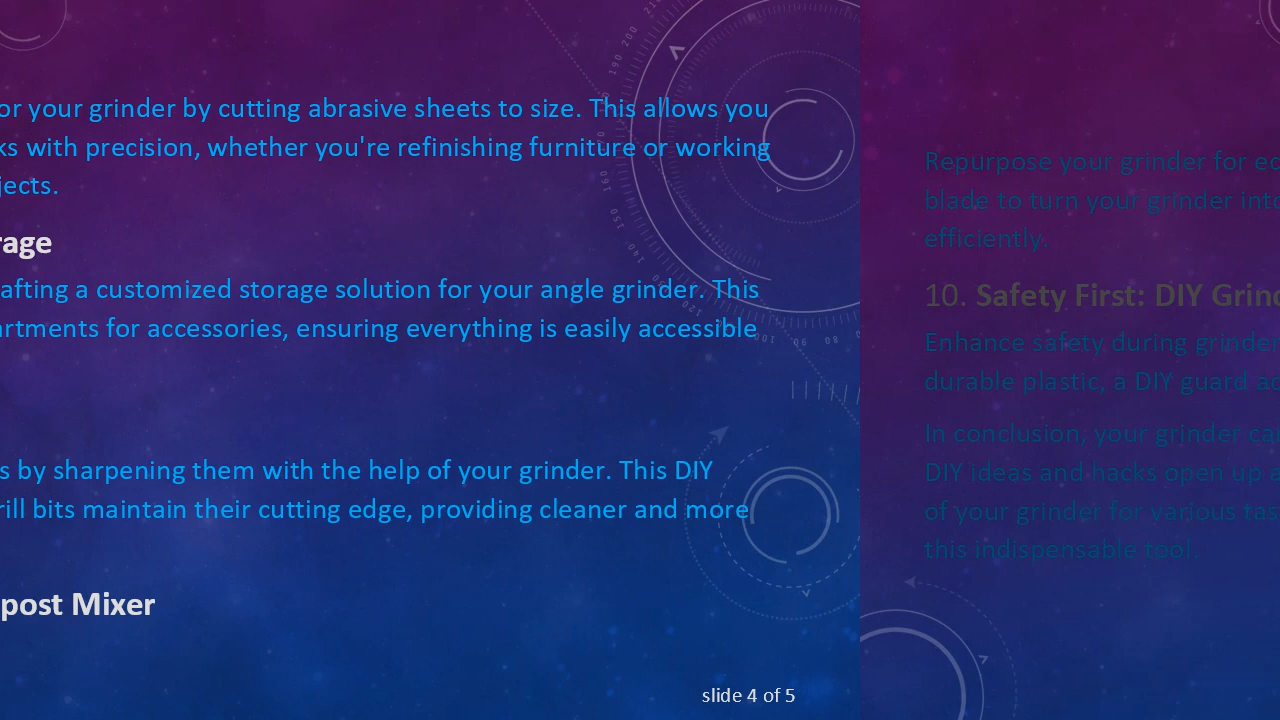 or your grinder by cutting abrasive sheets to size. This allows you
ks with precision, whether you're refinishing furniture or working
jects.
rage
afting a customized storage solution for your angle grinder. This
artments for accessories, ensuring everything is easily accessible
s by sharpening them with the help of your grinder. This DIY
rill bits maintain their cutting edge, providing cleaner and more
post Mixer
slide 4 of 5
Repurpose your grinder for ed
blade to turn your grinder into
efficiently.
10. Safety First: DIY Grind
Enhance safety during grinder
durable plastic, a DIY guard ad
In conclusion, your grinder can
DIY ideas and hacks open up a
of your grinder for various tas
this indispensable tool.